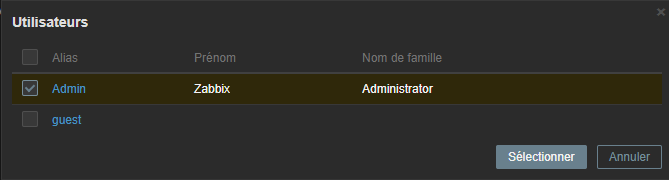 Utilisateurs
Alias Prénom Nom de famille
Admin Zabbix Administrator
guest
Sélectionner Annuler